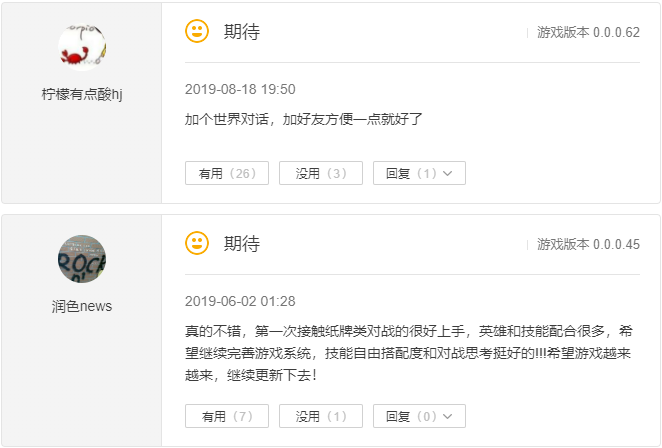 期待
游戏版本 0.0.0.62
柠檬有点酸hj
2019-08-18 19:50
加个世界对话，加好友方便一点就好了
有用（26）
没用（3）
回复（1）
期待
游戏版本 0.0.0.45
润色news
2019-06-02 01:28
真的不错，第一次接触纸牌类对战的很好上手，英雄和技能配合很多，希
望继续完善游戏系统，技能自由搭配度和对战思考挺好的!!!希望游戏越来
越来，继续更新下去！
有用（7）
没用（1）
回复（0）
ROCK